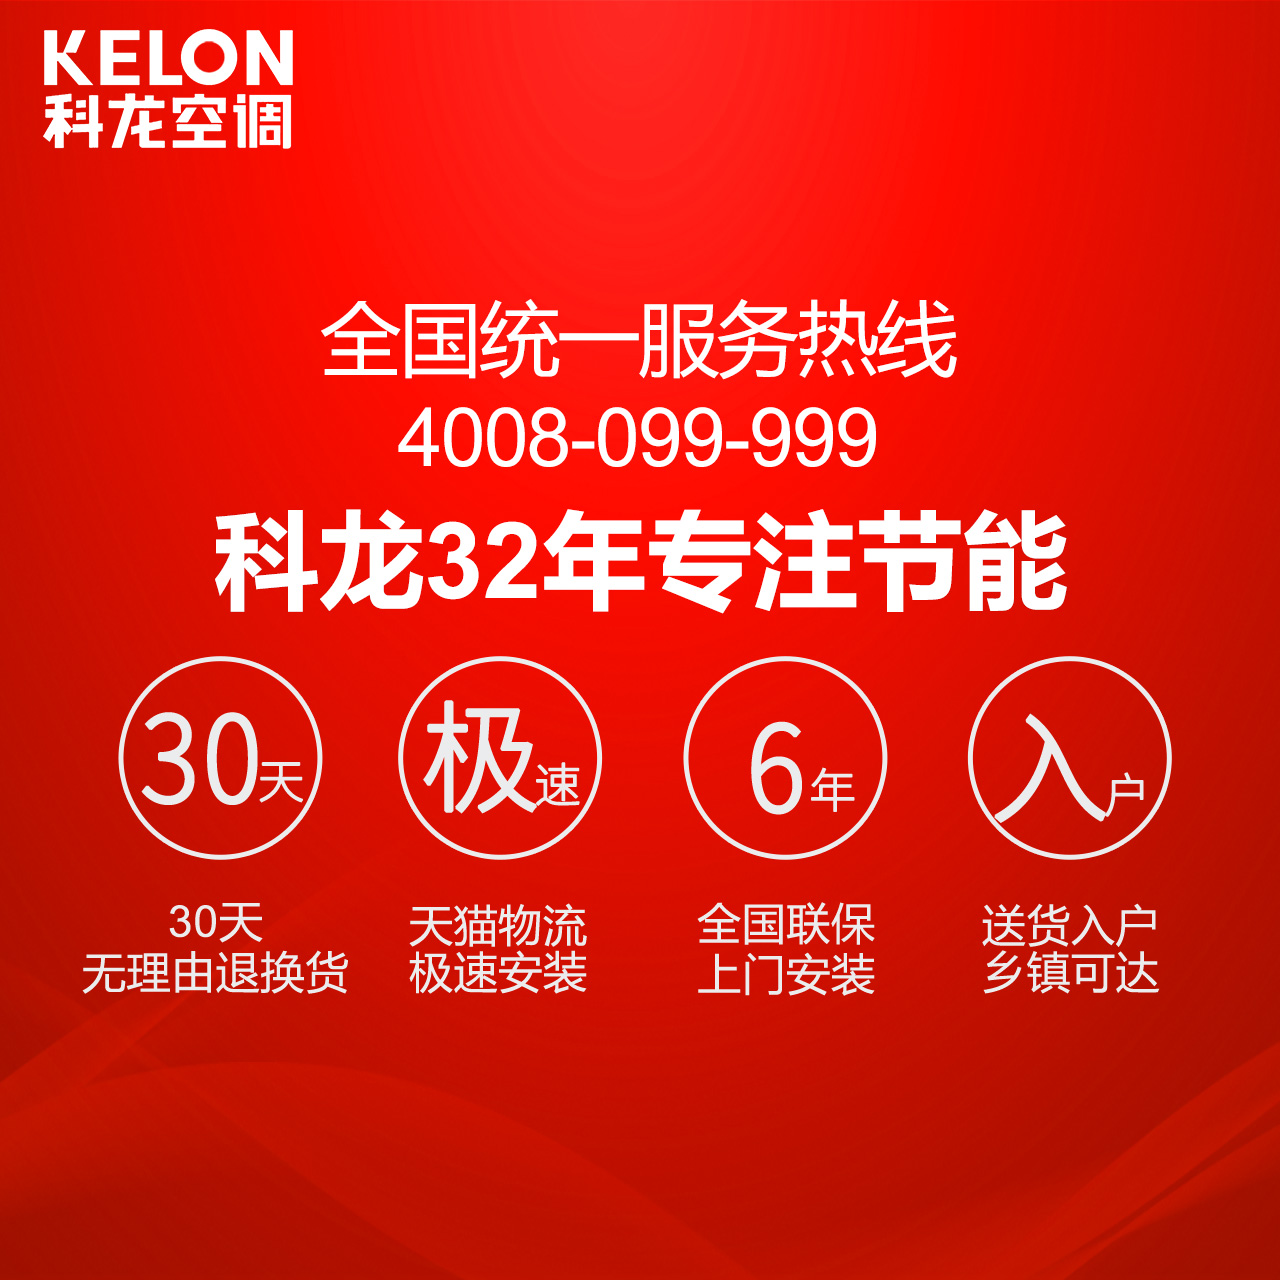 KELON
科龙空调
全国统一服务热线
4008-099-999
科龙32年专注节能
30天
极速
6年
入户
30天
无理由退换货
天猫物流
极速安装
全国联保
上门安装
送货入户
乡镇可达